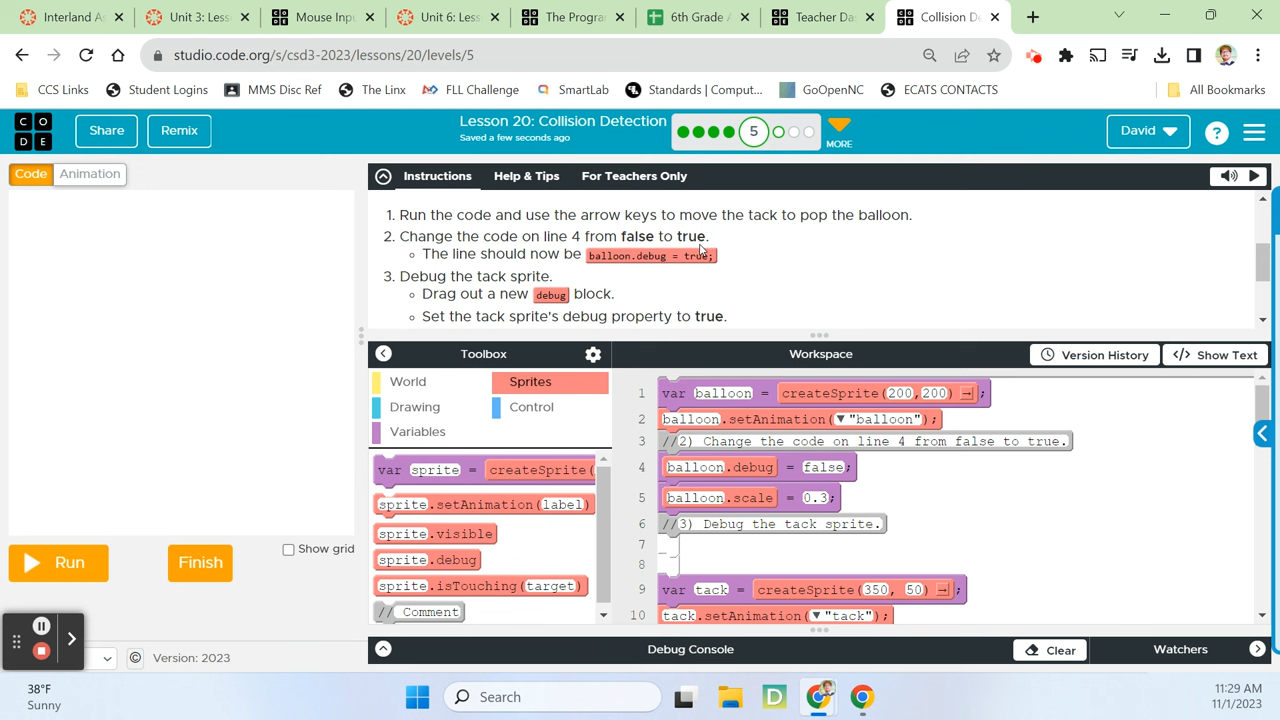 Interland As
Unit 3: Less
Mouse Inpu
Unit 6: Less
The Progra
6th Grade A
Teacher Da
Collision De
studio.code.org/s/csd3-2023/lessons/20/levels/5
CCS Links
Student Logins
MMS Disc Ref
The Linx
FLL Challenge
SmartLab
Standards | Comput...
GoOpenNC
ECATS CONTACTS
All Bookmarks
C O
D E
Share
Remix
Lesson 20: Collision Detection
Saved a few seconds ago
5
MORE
David
?
Code
Animation
Instructions
Help & Tips
For Teachers Only
1. Run the code and use the arrow keys to move the tack to pop the balloon.
2. Change the code on line 4 from false to true.
The line should now be balloon.debug = true;
3. Debug the tack sprite.
Drag out a new debug block.
Set the tack sprite's debug property to true.
Toolbox
Workspace
Version History
</> Show Text
World
Sprites
Drawing
Control
Variables
var sprite = createSprite(
sprite.setAnimation(label)
sprite.visible
sprite.debug
sprite.isTouching(target)
// Comment
1 var balloon = createSprite(200,200) → ;
2 balloon.setAnimation(▼ "balloon");
3 //2) Change the code on line 4 from false to true.
4 balloon.debug = false;
5 balloon.scale = 0.3;
6 //3) Debug the tack sprite.
7
8
9 var tack = createSprite(350, 50) → ;
10 tack.setAnimation(▼ "tack");
Run
Finish
Show grid
© Version: 2023
Debug Console
Clear
Watchers
38°F
Sunny
Search
D
11:29 AM
11/1/2023